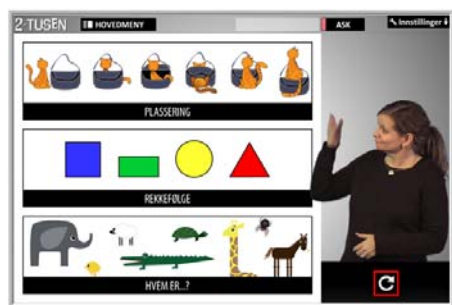 2-TUSEN HOVEDMENY ASK Innstillinger
PLASSERING
REKKEFØLGE
HVEM ER...?